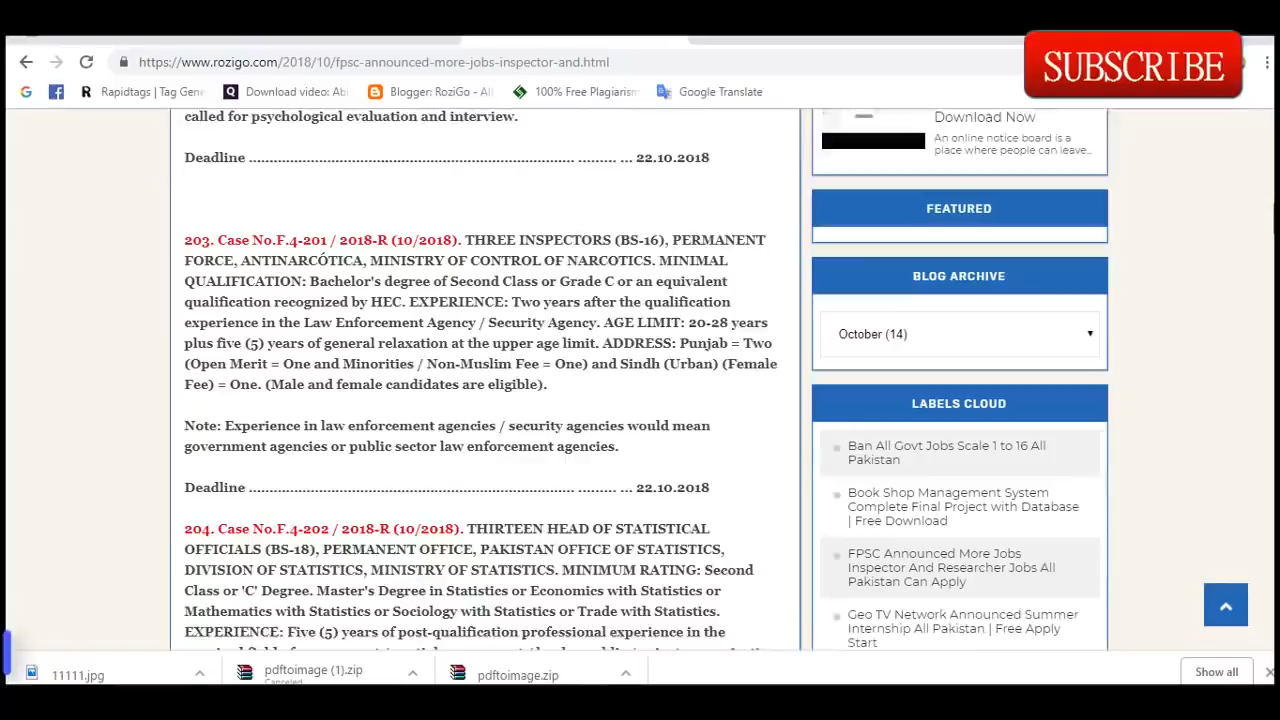 SUBSCRIBE
https://www.rozigo.com/2018/10/fpsc-announced-more-jobs-inspector-and.html
Rapidtags | Tag Gene
Download video: Abu
Blogger: RoziGo - All
100% Free Plagiarism
Google Translate
called for psychological evaluation and interview.
Deadline ........................................................................... ......... ... 22.10.2018
203. Case No.F.4-201 / 2018-R (10/2018). THREE INSPECTORS (BS-16), PERMANENT
FORCE, ANTINARCÓTICA, MINISTRY OF CONTROL OF NARCOTICS. MINIMAL
QUALIFICATION: Bachelor's degree of Second Class or Grade C or an equivalent
qualification recognized by HEC. EXPERIENCE: Two years after the qualification
experience in the Law Enforcement Agency / Security Agency. AGE LIMIT: 20-28 years
plus five (5) years of general relaxation at the upper age limit. ADDRESS: Punjab = Two
(Open Merit = One and Minorities / Non-Muslim Fee = One) and Sindh (Urban) (Female
Fee) = One. (Male and female candidates are eligible).
Note: Experience in law enforcement agencies / security agencies would mean
government agencies or public sector law enforcement agencies.
Deadline ........................................................................... ......... ... 22.10.2018
204. Case No.F.4-202 / 2018-R (10/2018). THIRTEEN HEAD OF STATISTICAL
OFFICIALS (BS-18), PERMANENT OFFICE, PAKISTAN OFFICE OF STATISTICS,
DIVISION OF STATISTICS, MINISTRY OF STATISTICS. MINIMUM RATING: Second
Class or 'C' Degree. Master's Degree in Statistics or Economics with Statistics or
Mathematics with Statistics or Sociology with Statistics or Trade with Statistics.
EXPERIENCE: Five (5) years of post-qualification professional experience in the
Download Now
An online notice board is a
place where people can leave...
FEATURED
BLOG ARCHIVE
October (14)
LABELS CLOUD
Ban All Govt Jobs Scale 1 to 16 All
Pakistan
Book Shop Management System
Complete Final Project with Database
| Free Download
FPSC Announced More Jobs
Inspector And Researcher Jobs All
Pakistan Can Apply
Geo TV Network Announced Summer
Internship All Pakistan | Free Apply
Start
11111.jpg
pdftoimage (1).zip
Canceled
pdftoimage.zip
Show all